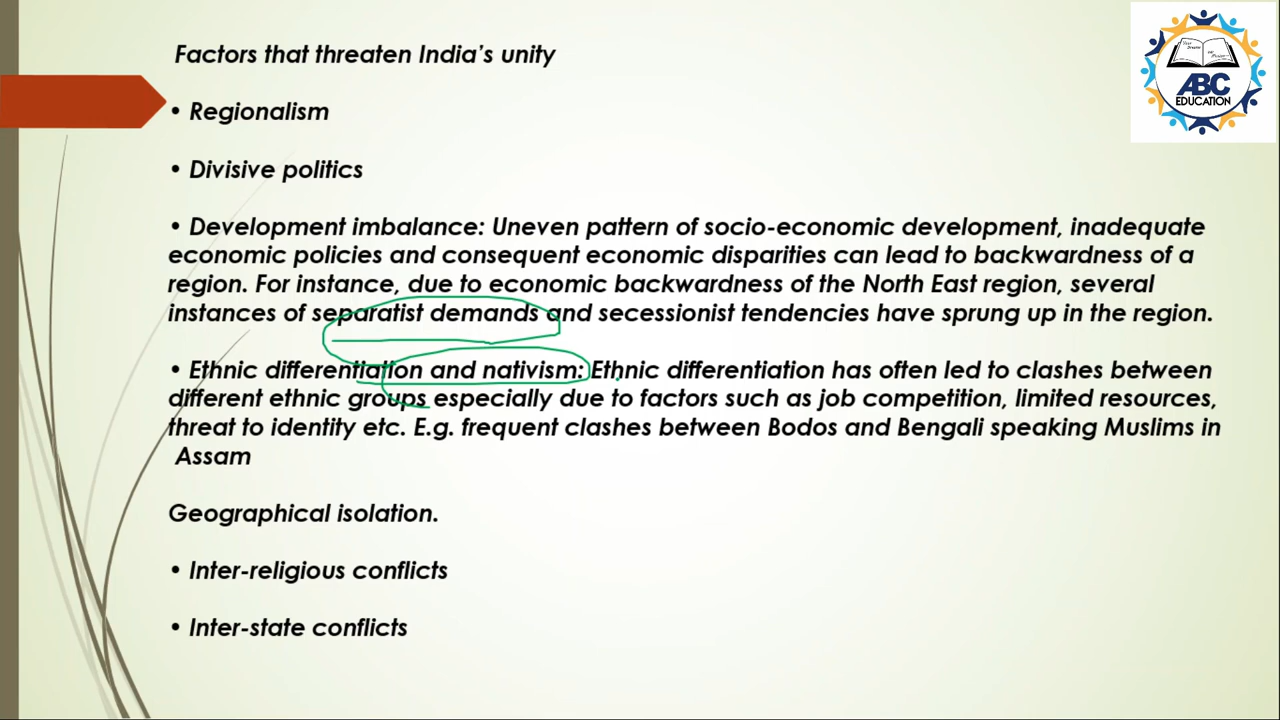 Factors that threaten India's unity
• Regionalism
• Divisive politics
• Development imbalance: Uneven pattern of socio-economic development, inadequate
economic policies and consequent economic disparities can lead to backwardness of a
region. For instance, due to economic backwardness of the North East region, several
instances of separatist demands and secessionist tendencies have sprung up in the region.
• Ethnic differentiation and nativism: Ethnic differentiation has often led to clashes between
different ethnic groups especially due to factors such as job competition, limited resources,
threat to identity etc. E.g. frequent clashes between Bodos and Bengali speaking Muslims in
Assam
Geographical isolation.
• Inter-religious conflicts
• Inter-state conflicts
ABC
EDUCATION